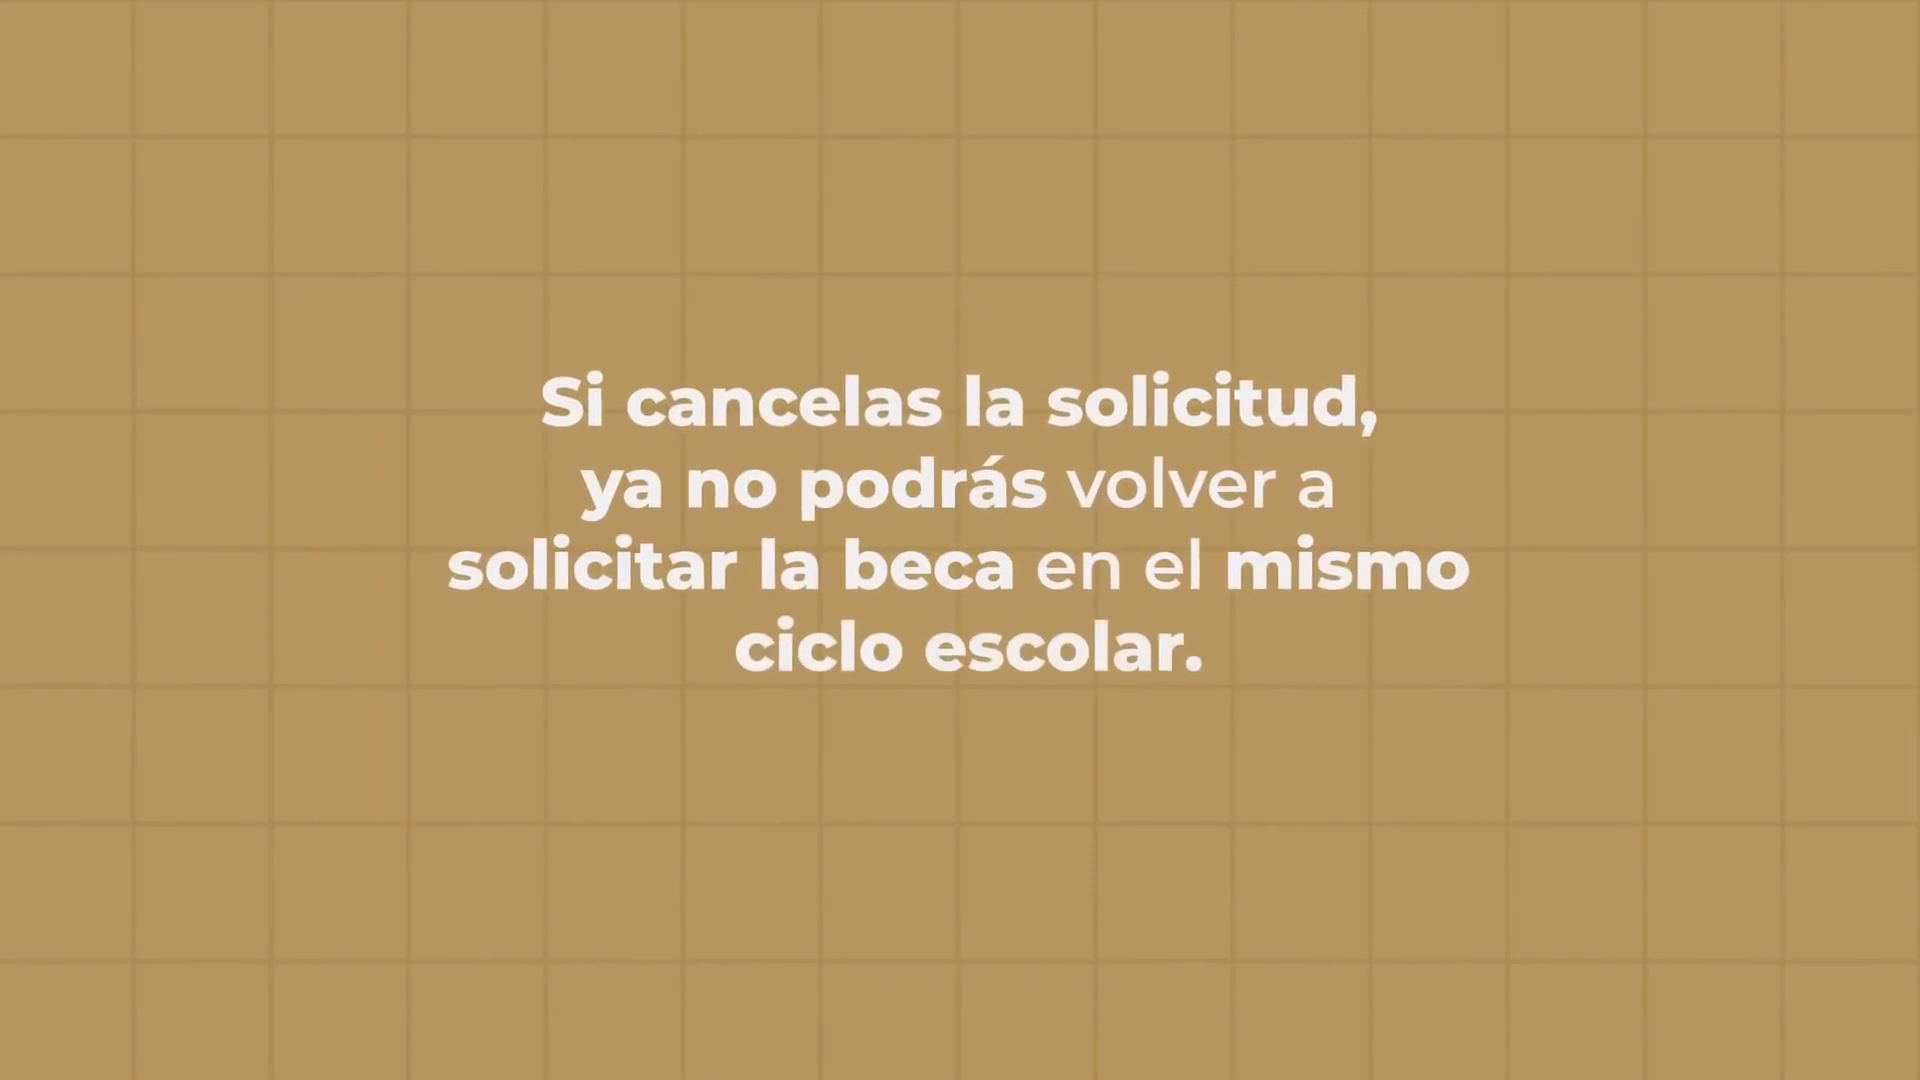 Si cancelas la solicitud,
ya no podrás volver a
solicitar la beca en el mismo
ciclo escolar.